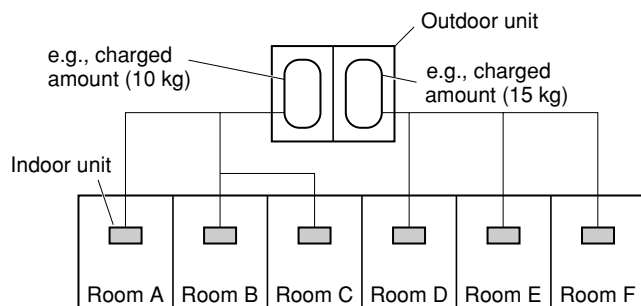 Outdoor unit
e.g., charged
amount (10 kg)
e.g., charged
amount (15 kg)
Indoor unit
Room A
Room B
Room C
Room D
Room E
Room F